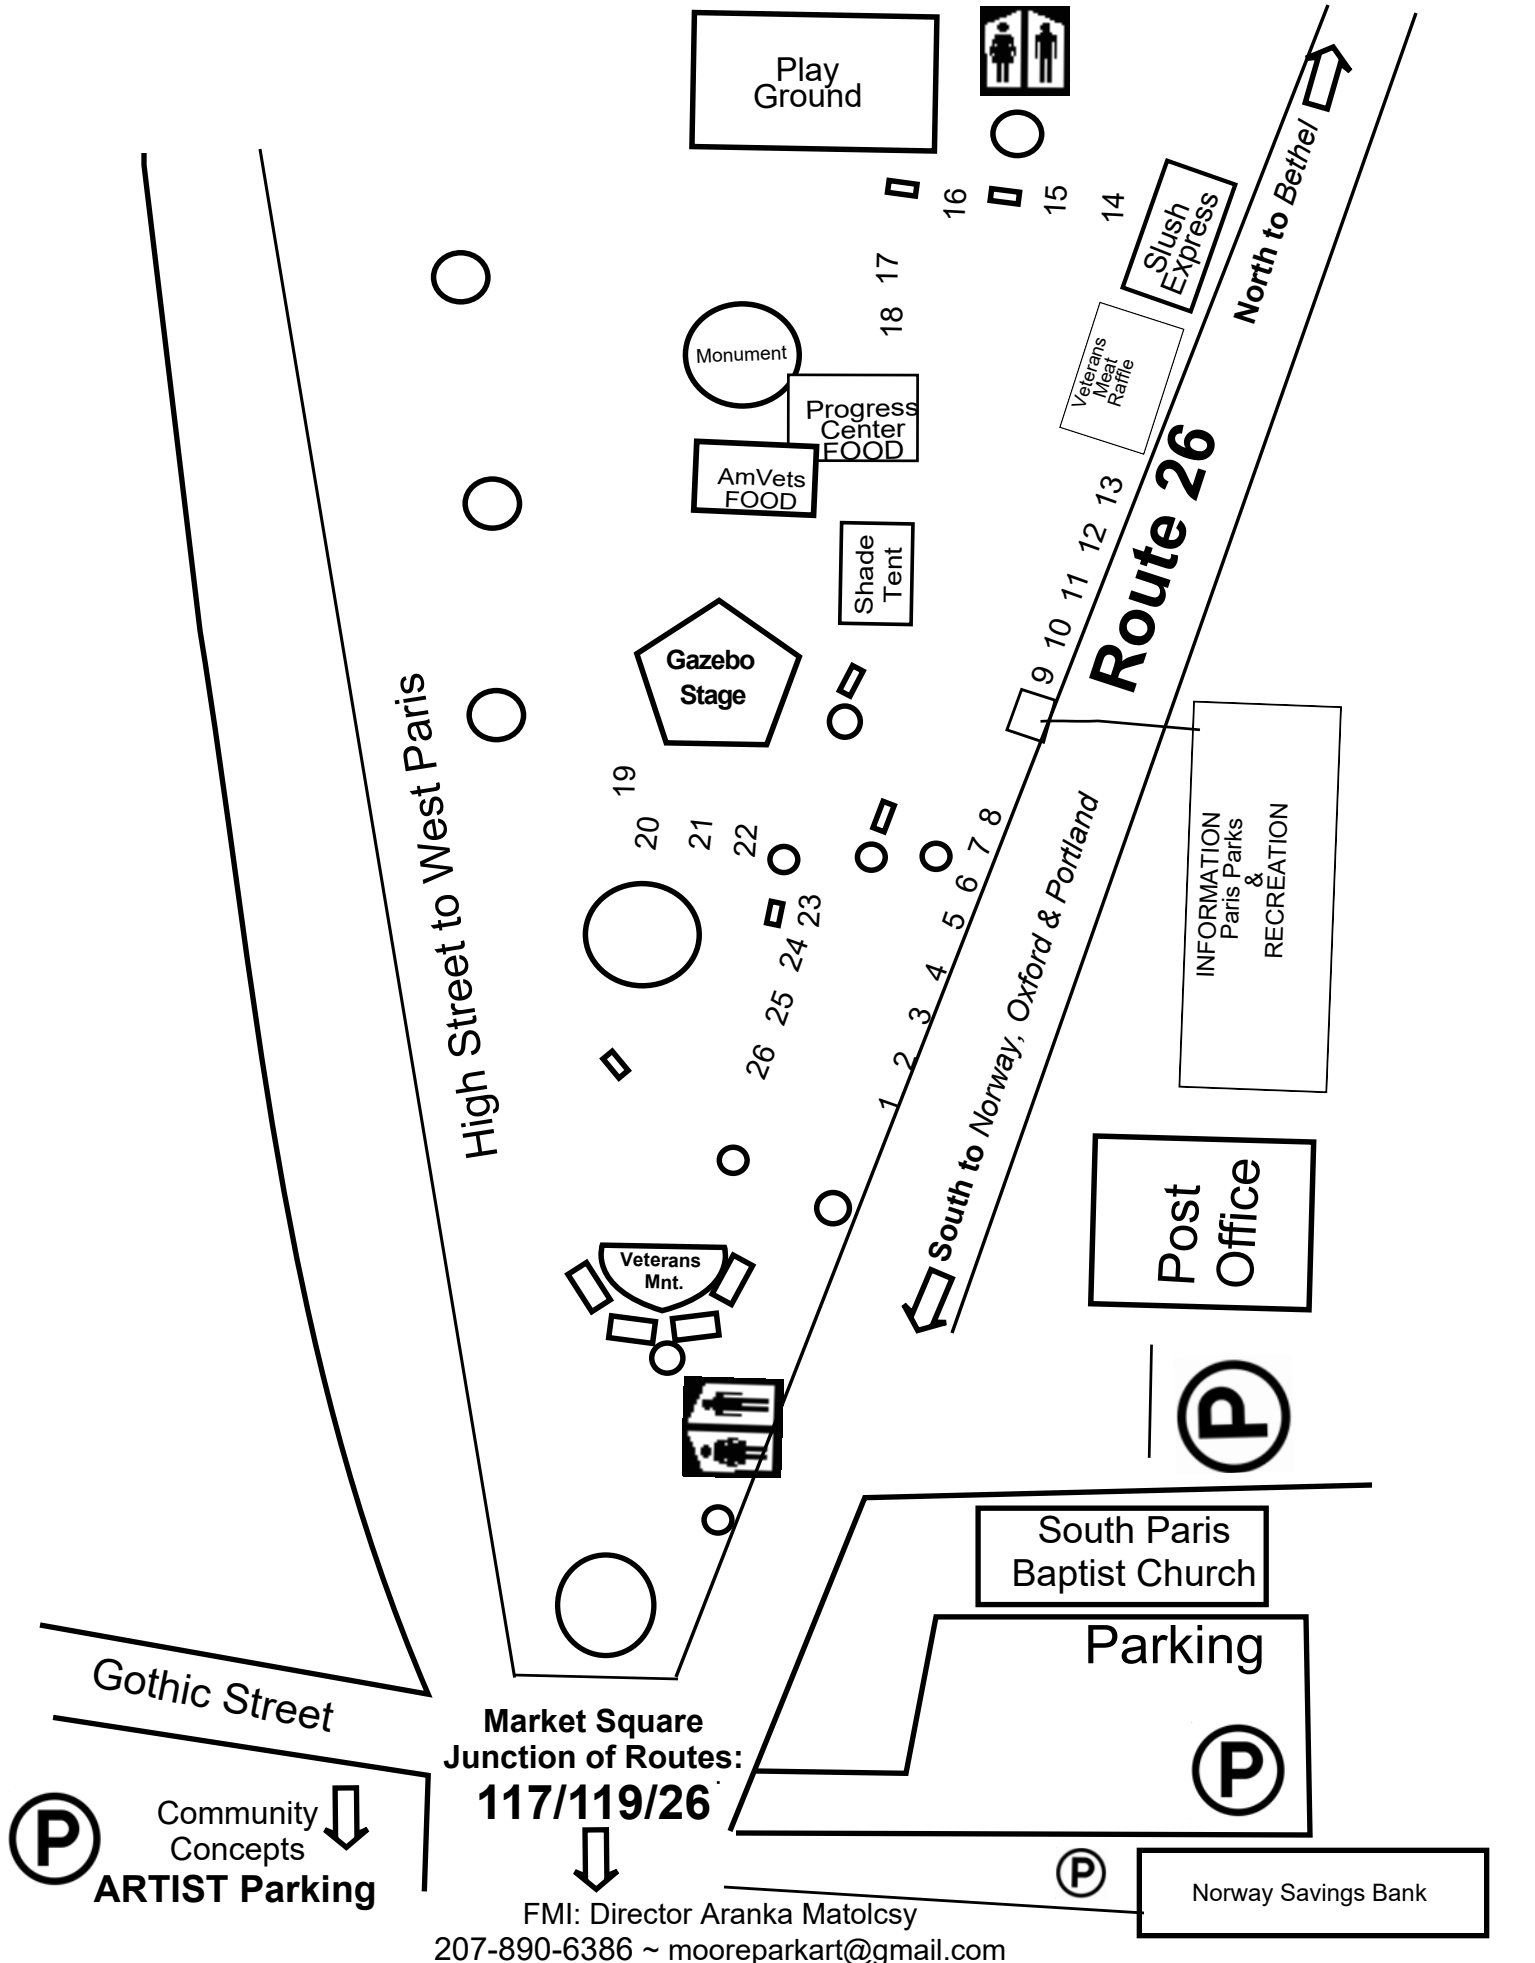 Play
Ground
16
15
14
Slush
Express
North to Bethel
17
18
Monument
Veterans
Meat
Raffle
Progress
Center
FOOD
AmVets
FOOD
Shade
Tent
13
12
11
10
9
Route 26
Gazebo
Stage
High Street to West Paris
19
20
21
22
8
7
6
5
4
3
2
1
23
24
25
26
South to Norway, Oxford & Portland
INFORMATION
Paris Parks
&
RECREATION
Post
Office
Veterans
Mnt.
P
South Paris
Baptist Church
Parking
P
Gothic Street
Market Square
Junction of Routes:
117/119/26
P
Community
Concepts
ARTIST Parking
P
Norway Savings Bank
FMI: Director Aranka Matolcsy
207-890-6386 ~ mooreparkart@gmail.com